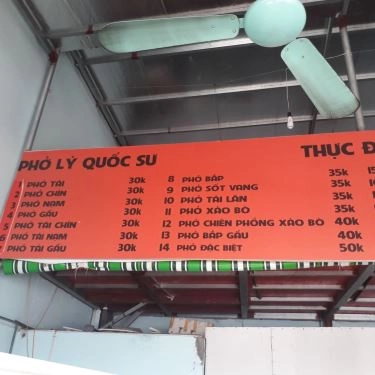 PHỞ LÝ QUỐC SƯ THỰC Đ
1 PHỞ TÁI 30k
2 PHỞ CHÍN 30k
3 PHỞ NẠM 30k
4 PHỞ GẦU 30k
5 PHỞ TÁI CHÍN 30k
6 PHỞ TÁI NẠM 30k
7 PHỞ TÁI GẦU 30k
8 PHỞ BẮP 35k
9 PHỞ SỐT VANG 35k
10 PHỞ TÁI LĂN 35k
11 PHỞ XÀO BÒ 35k
12 PHỞ CHIÊN PHỒNG XÀO BÒ 40k
13 PHỞ BẮP GẦU 40k
14 PHỞ ĐẶC BIỆT 50k